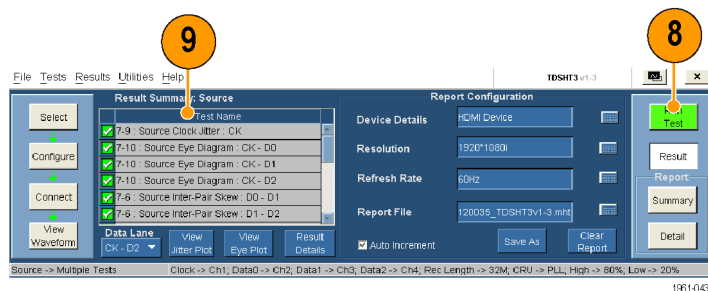 9
8
File Tests Results Utilities Help
TDSHT3 v1-3
x
Result Summary: Source
Report Configuration
Select
Test Name
Device Details
HDMI Device
Test
7-9 : Source Clock Jitter : CK
7-10 : Source Eye Diagram : CK - D0
Configure
Resolution
1920*1080i
Result
7-10 : Source Eye Diagram : CK - D1
7-10 : Source Eye Diagram : CK - D2
Refresh Rate
60Hz
Report
Connect
7-6 : Source Inter-Pair Skew : D0 - D1
Summary
7-6 : Source Inter-Pair Skew : D1 - D2
Report File
120035_TDSHT3v1-3.mht
View
Waveform
Data Lane
CK - D2
View
Jitter Plot
View
Eye Plot
Result
Details
Auto Increment
Save As
Clear
Report
Detail
Source -> Multiple Tests
Clock -> Ch1; Data0 -> Ch2; Data1 -> Ch3; Data2 -> Ch4; Rec Length -> 32M; CRU -> PLL; High -> 80%; Low -> 20%
1961-043